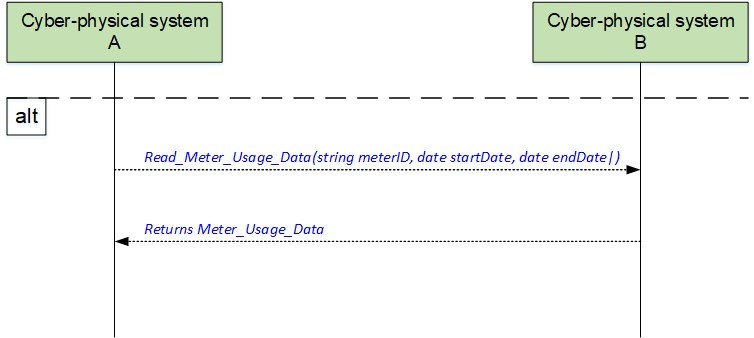 Cyber-physical system
A
Cyber-physical system
B
alt
Read_Meter_Usage_Data(string meterID, date startDate, date endDate|)
Returns Meter_Usage_Data